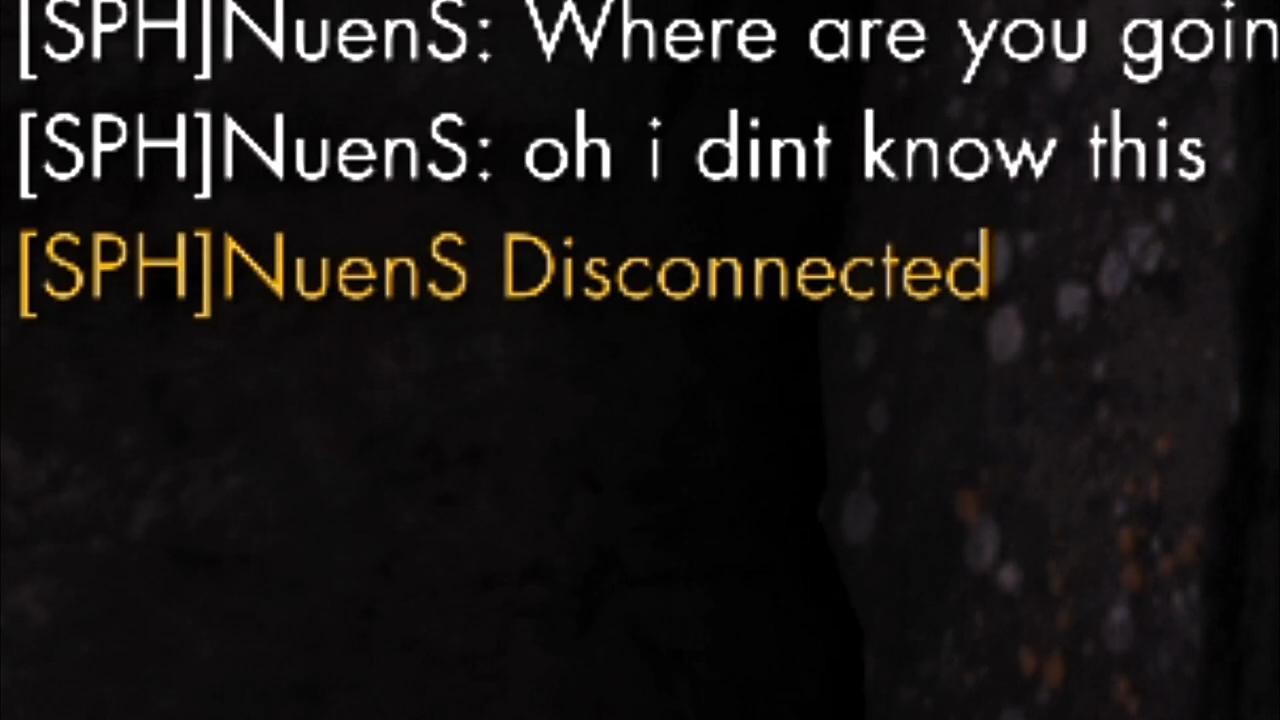 [SPH]NuenS: Where are you goin
[SPH]NuenS: oh i dint know this
[SPH]NuenS Disconnected